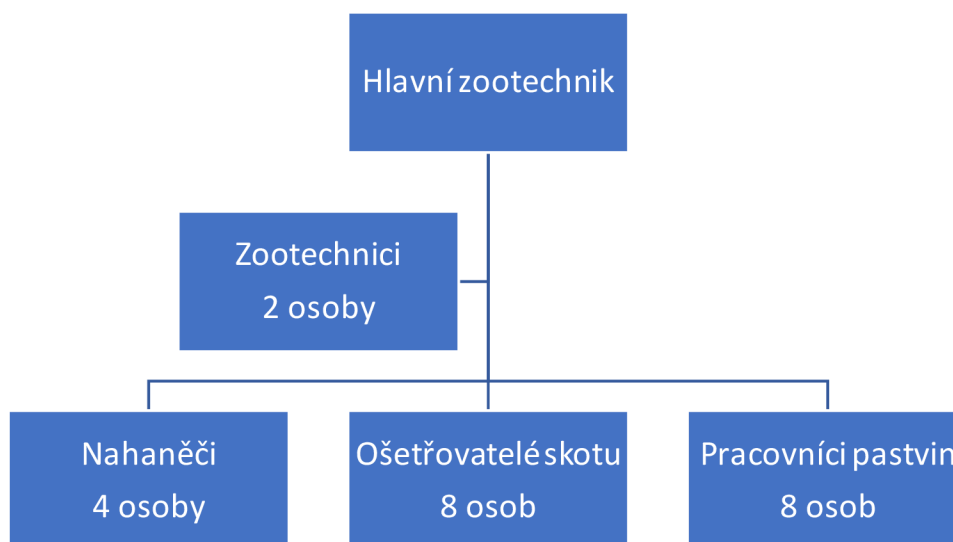 Hlavní zootechnik
Zootechnici
2 osoby
Nahaněči
4 osoby
Ošetřovatelé skotu
8 osob
Pracovníci pastvin
8 osob